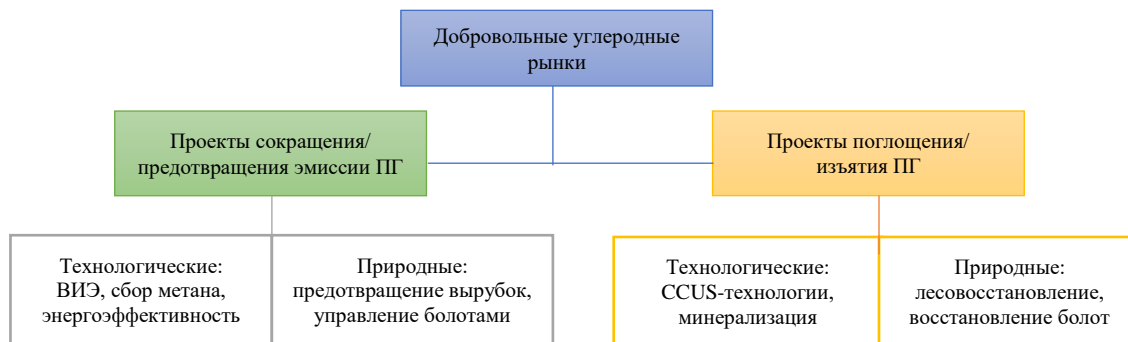 Добровольные углеродные
рынки
Проекты сокращения/
предотвращения эмиссии ПГ
Проекты поглощения/
изъятия ПГ
Технологические:
ВИЭ, сбор метана,
энергоэффективность
Природные:
предотвращение вырубок,
управление болотами
Технологические:
CCUS-технологии,
минерализация
Природные:
лесовосстановление,
восстановление болот